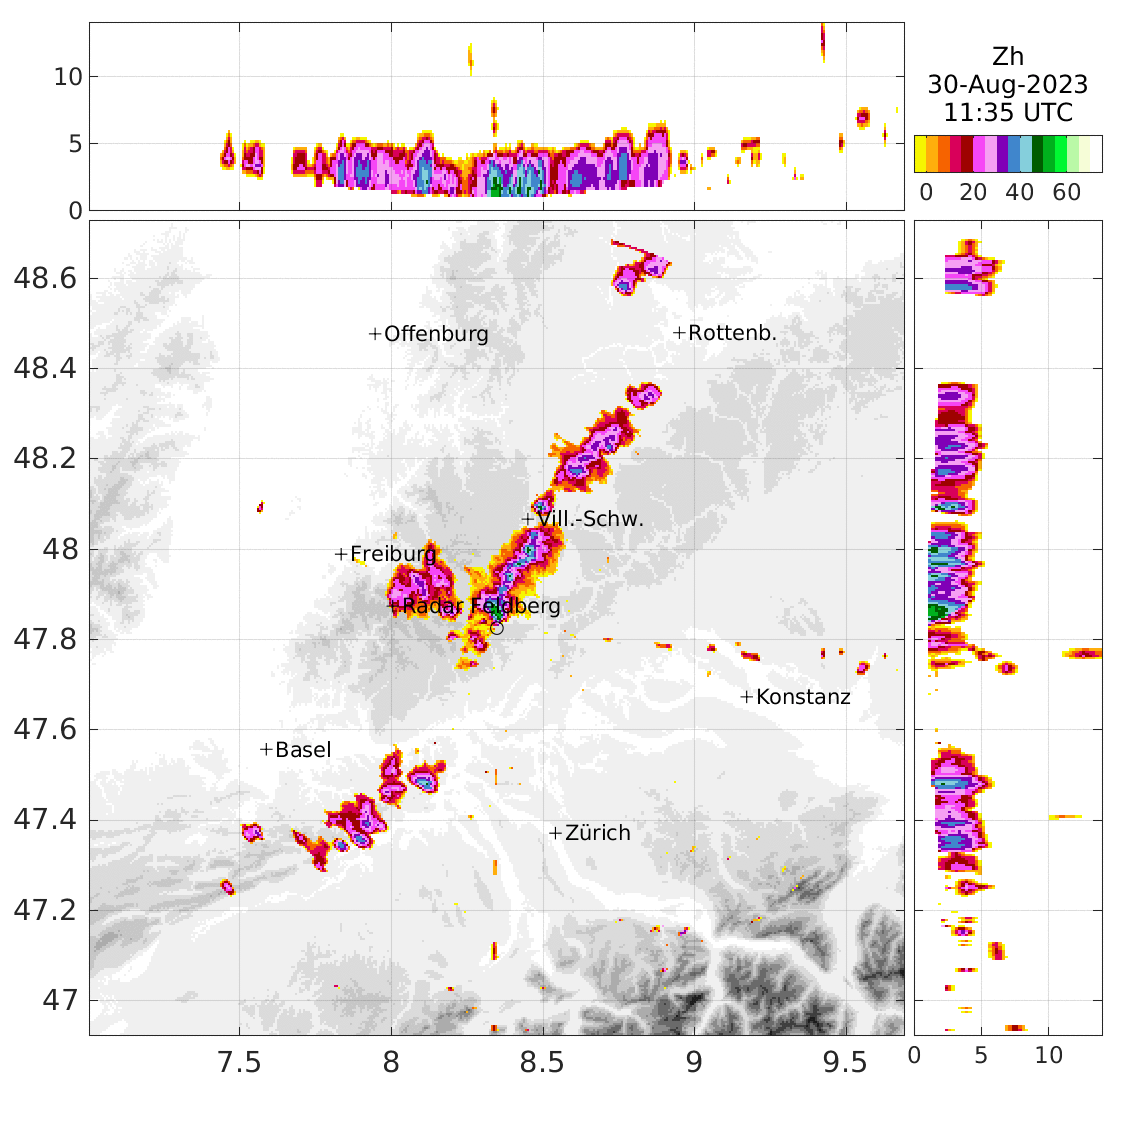 10
5
0
Zh
30-Aug-2023
11:35 UTC
0 20 40 60
48.6
48.4
48.2
48
47.8
47.6
47.4
47.2
47
+Offenburg
+Rottenb.
+Vill.-Schw.
+Freiburg
+Radar Feldberg
+Konstanz
+Basel
+Zürich
7.5 8 8.5 9 9.5
0 5 10